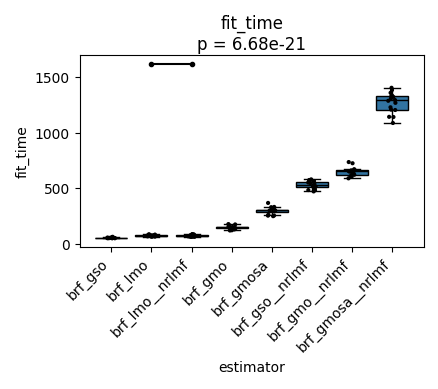 fit_time
p = 6.68e-21
fit_time
1500
1000
500
0
brf_gso
brf_lmo
brf_lmo__nrlmf
brf_gmo
brf_gmosa
brf_gso__nrlmf
brf_gmo__nrlmf
brf_gmosa__nrlmf
estimator